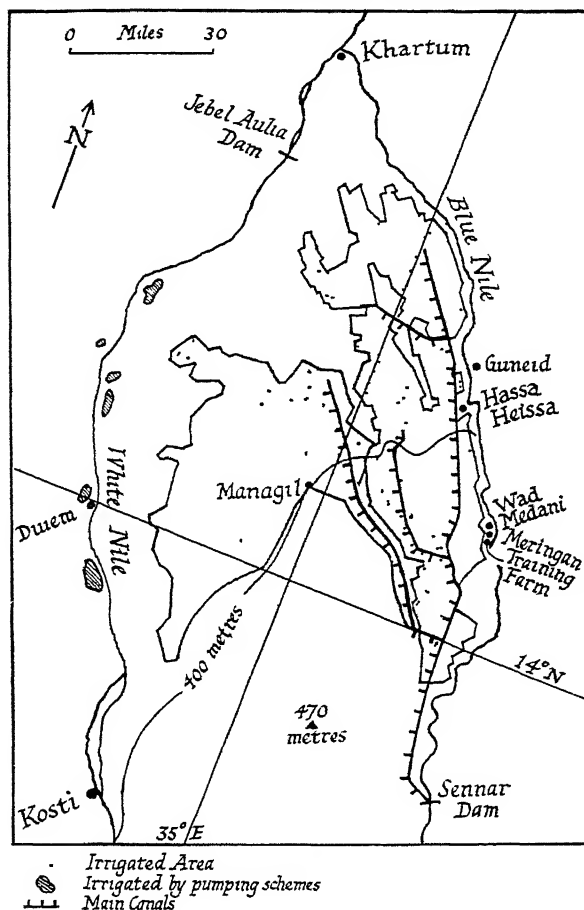 0 Miles 30
Khartum
Jebel Aulia
Dam
N
Blue Nile
Guneid
Hassa
Heissa
White Nile
Managil
Wad
Medani
Duiem
Meringan
Training
Farm
400 metres
14°N
470
metres
Kosti
Sennar
Dam
35°E
Irrigated Area
Irrigated by pumping schemes
Main Canals